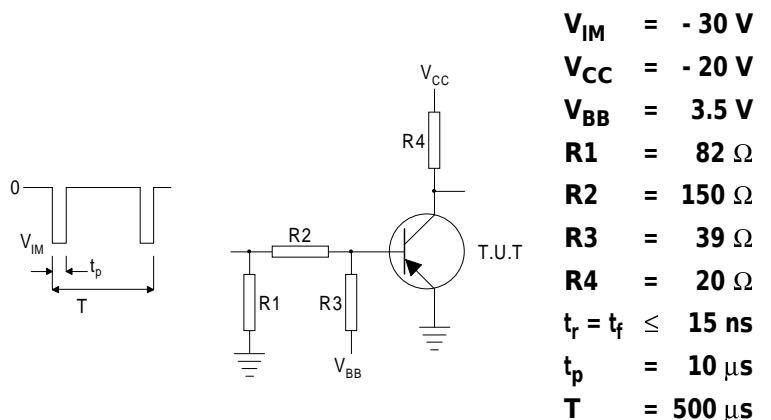 V_IM = - 30 V
V_CC = - 20 V
V_BB = 3.5 V
R1 = 82 Ω
R2 = 150 Ω
R3 = 39 Ω
R4 = 20 Ω
t_r = t_f ≤ 15 ns
t_p = 10 μs
T = 500 μs
V_CC
R4
0
V_IM
t_p
T
R2
T.U.T
R1
R3
V_BB